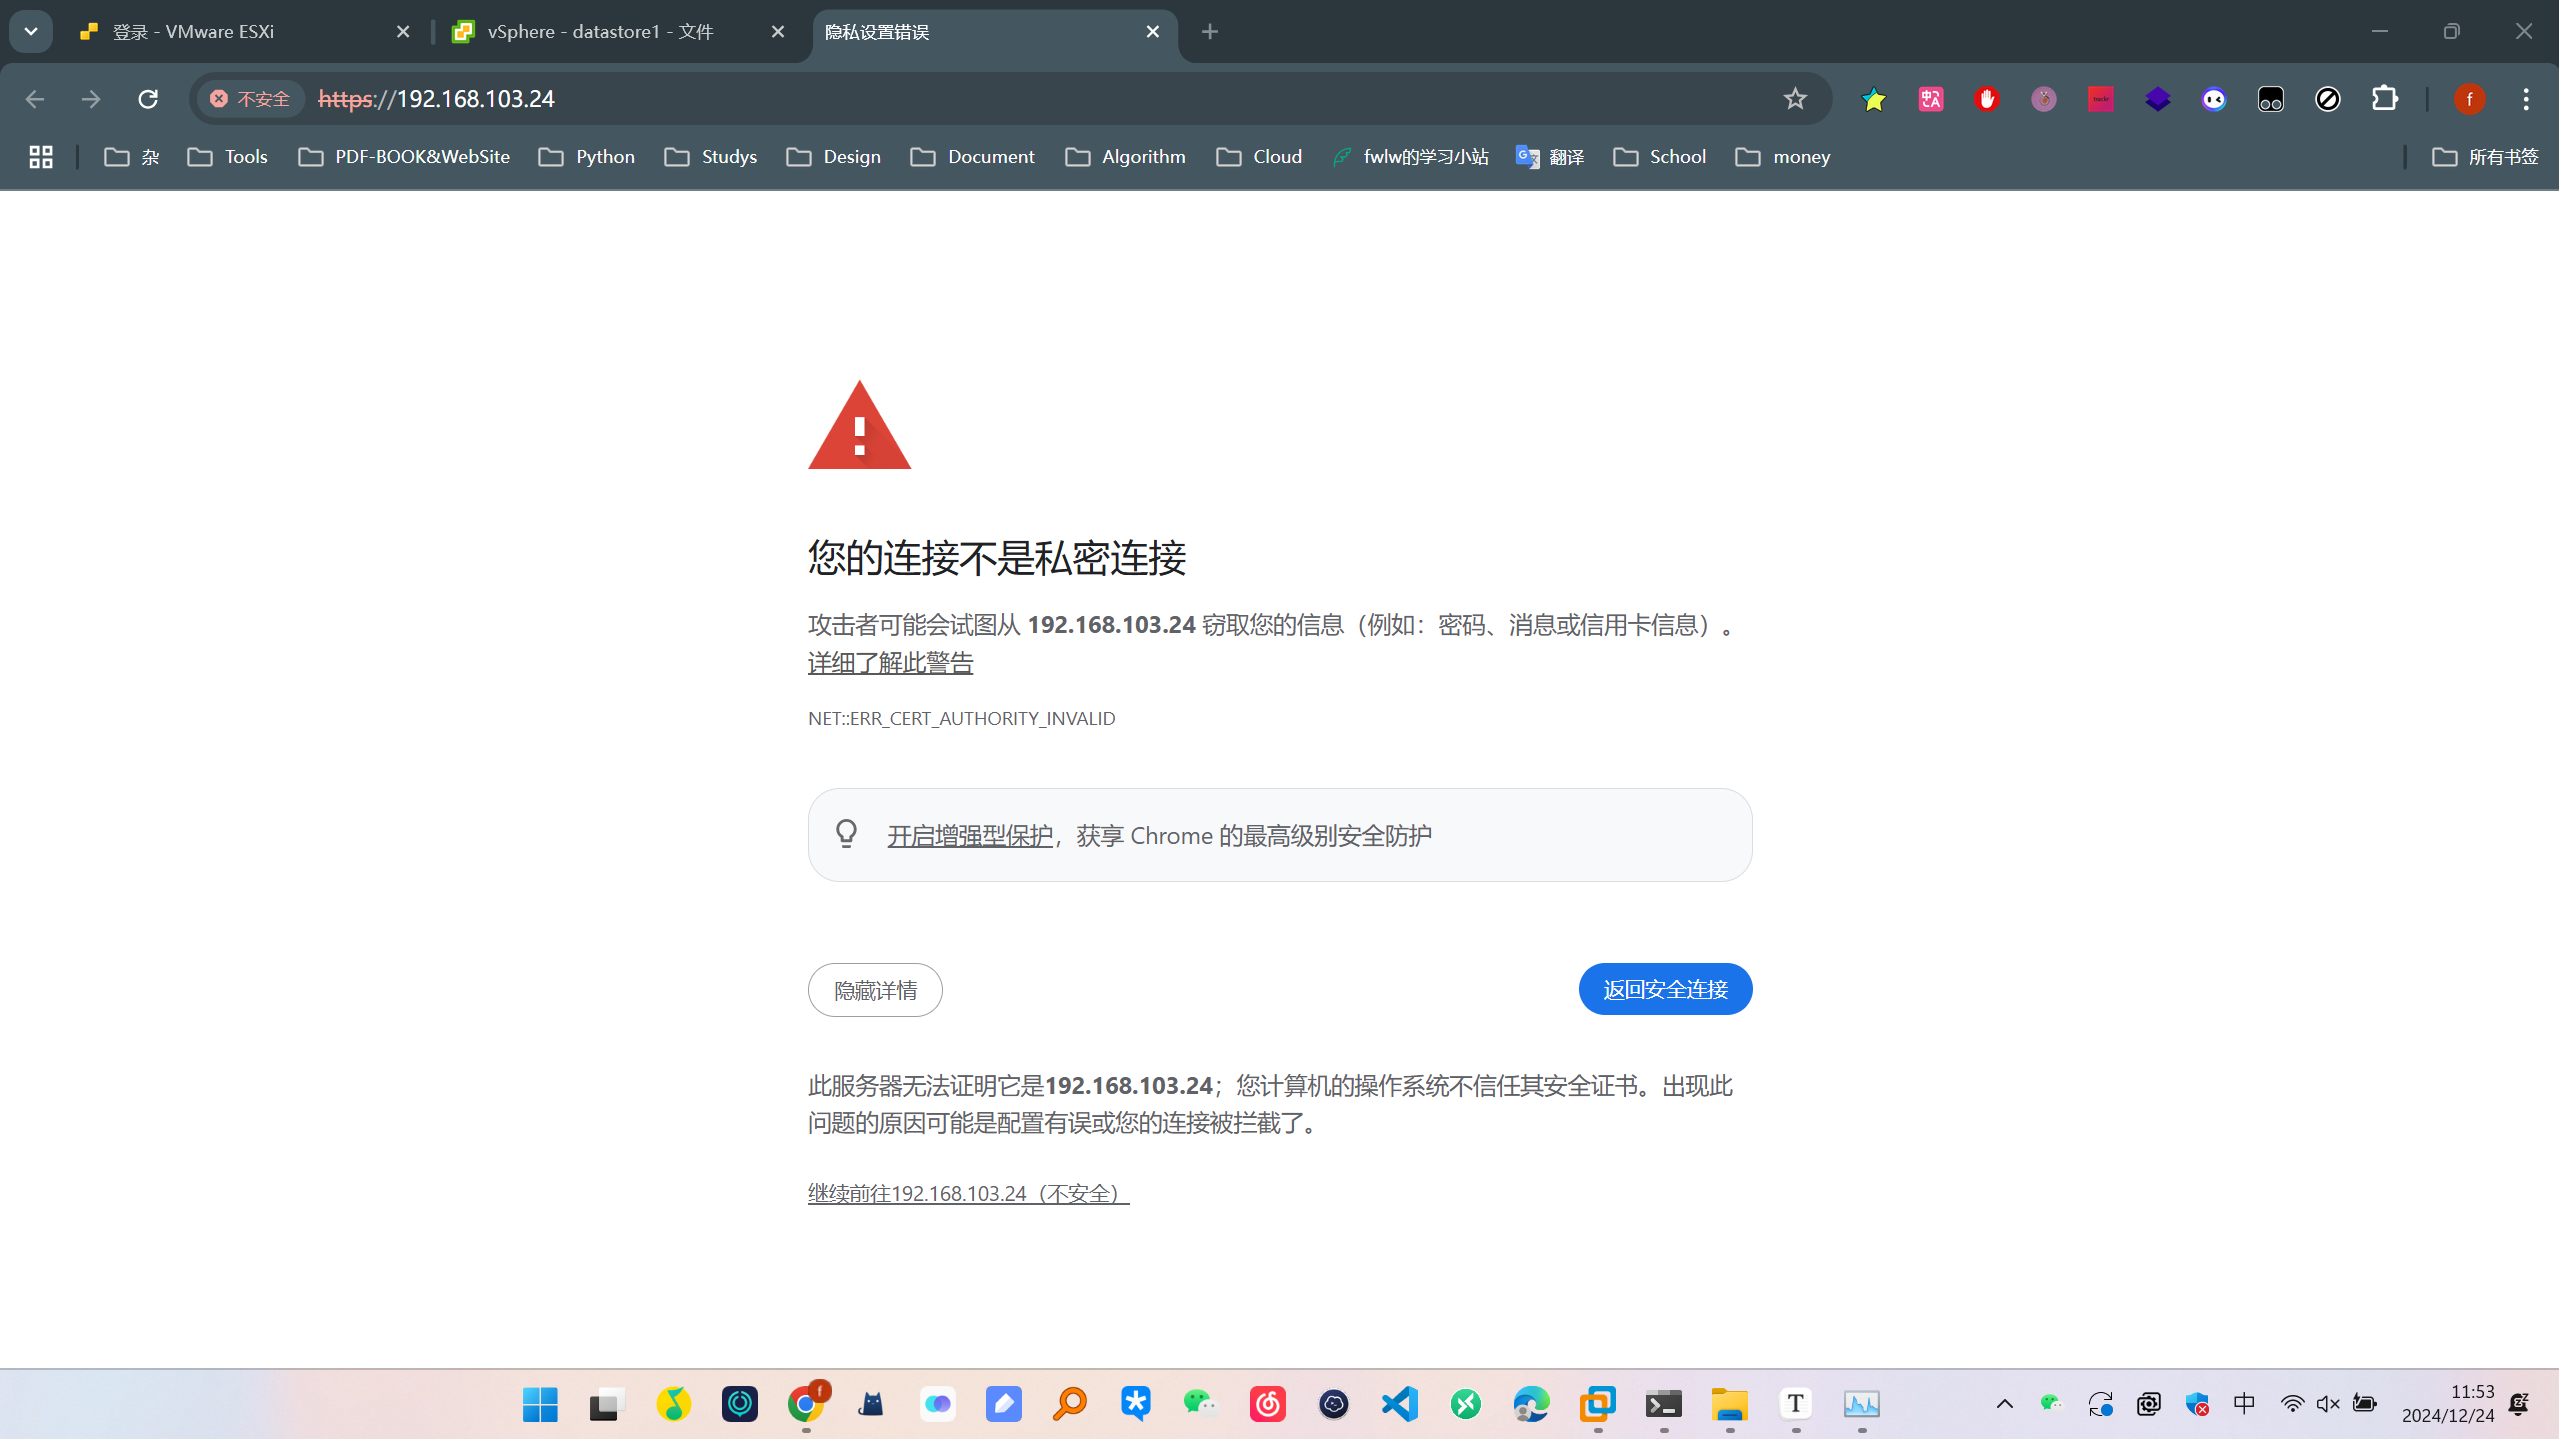 登录 - VMware ESXi
vSphere - datastore1 - 文件
隐私设置错误
不安全
https://192.168.103.24
f
杂
Tools
PDF-BOOK&WebSite
Python
Studys
Design
Document
Algorithm
Cloud
fwlw的学习小站
翻译
School
money
所有书签
您的连接不是私密连接
攻击者可能会试图从 192.168.103.24 窃取您的信息（例如：密码、消息或信用卡信息）。
详细了解此警告
NET::ERR_CERT_AUTHORITY_INVALID
开启增强型保护，获享 Chrome 的最高级别安全防护
隐藏详情
返回安全连接
此服务器无法证明它是192.168.103.24；您计算机的操作系统不信任其安全证书。出现此
问题的原因可能是配置有误或您的连接被拦截了。
继续前往192.168.103.24（不安全）
f
T
中
11:53
2024/12/24